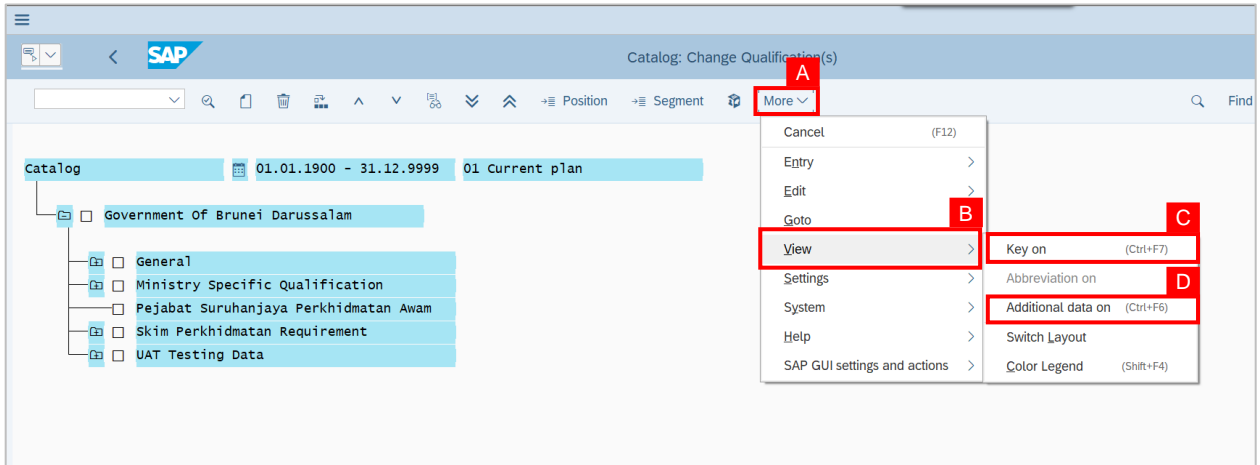 SAP
Catalog: Change Qualification(s)
A
Position Segment More Find
Cancel (F12)
Catalog 01.01.1900 - 31.12.9999 01 Current plan
Entry
Edit
Government Of Brunei Darussalam
Goto
B
C
View
Key on (Ctrl+F7)
General
Settings
Abbreviation on
D
Ministry Specific Qualification
System
Additional data on (Ctrl+F6)
Pejabat Suruhanjaya Perkhidmatan Awam
Skim Perkhidmatan Requirement
Help
Switch Layout
UAT Testing Data
SAP GUI settings and actions
Color Legend (Shift+F4)